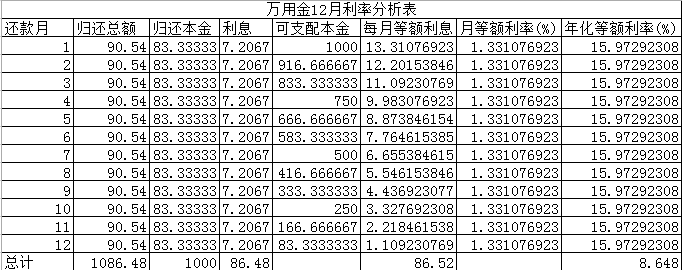 万用金12月利率分析表
还款月 归还总额 归还本金 利息 可支配本金 每月等额利息 月等额利率(%) 年化等额利率(%)
1 90.54 83.33333 7.2067 1000 13.31076923 1.331076923 15.97292308
2 90.54 83.33333 7.2067 916.666667 12.20153846 1.331076923 15.97292308
3 90.54 83.33333 7.2067 833.333333 11.09230769 1.331076923 15.97292308
4 90.54 83.33333 7.2067 750 9.983076923 1.331076923 15.97292308
5 90.54 83.33333 7.2067 666.666667 8.873846154 1.331076923 15.97292308
6 90.54 83.33333 7.2067 583.333333 7.764615385 1.331076923 15.97292308
7 90.54 83.33333 7.2067 500 6.655384615 1.331076923 15.97292308
8 90.54 83.33333 7.2067 416.666667 5.546153846 1.331076923 15.97292308
9 90.54 83.33333 7.2067 333.333333 4.436923077 1.331076923 15.97292308
10 90.54 83.33333 7.2067 250 3.327692308 1.331076923 15.97292308
11 90.54 83.33333 7.2067 166.666667 2.218461538 1.331076923 15.97292308
12 90.54 83.33333 7.2067 83.3333333 1.109230769 1.331076923 15.97292308
总计 1086.48 1000 86.48 86.52 8.648